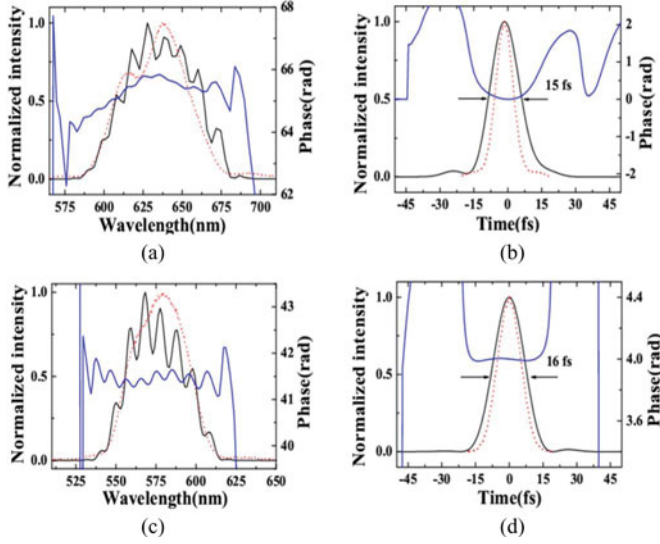 1.0
0.5
0.0
Normalized intensity
68
67
66
65
64
63
62
Phase(rad)
575 600 625 650 675 700
Wavelength(nm)
(a)
1.0
0.5
0.0
Normalized intensity
15 fs
2
1
0
-1
-2
Phase(rad)
-45 -30 -15 0 15 30 45
Time(fs)
(b)
1.0
0.5
0.0
Normalized intensity
43
42
41
40
Phase(rad)
525 550 575 600 625 650
Wavelength(nm)
(c)
1.0
0.5
0.0
Normalized intensity
16 fs
4.4
4.0
3.6
Phase(rad)
-45 -30 -15 0 15 30 45
Time(fs)
(d)